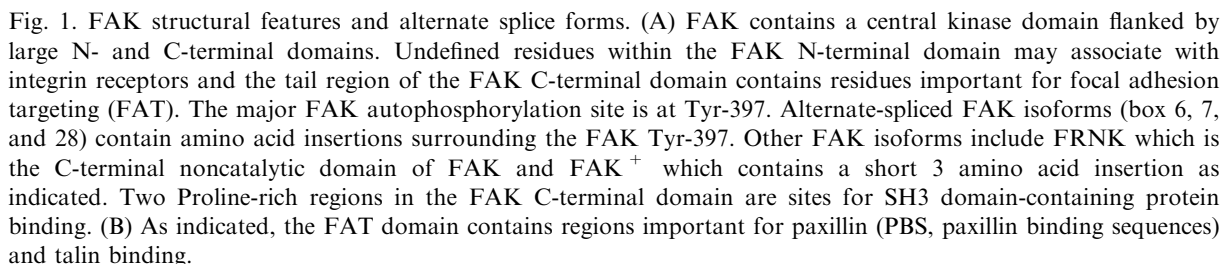 Fig. 1. FAK structural features and alternate splice forms. (A) FAK contains a central kinase domain flanked by
large N- and C-terminal domains. Undefined residues within the FAK N-terminal domain may associate with
integrin receptors and the tail region of the FAK C-terminal domain contains residues important for focal adhesion
targeting (FAT). The major FAK autophosphorylation site is at Tyr-397. Alternate-spliced FAK isoforms (box 6, 7,
and 28) contain amino acid insertions surrounding the FAK Tyr-397. Other FAK isoforms include FRNK which is
the C-terminal noncatalytic domain of FAK and FAK⁺ which contains a short 3 amino acid insertion as
indicated. Two Proline-rich regions in the FAK C-terminal domain are sites for SH3 domain-containing protein
binding. (B) As indicated, the FAT domain contains regions important for paxillin (PBS, paxillin binding sequences)
and talin binding.